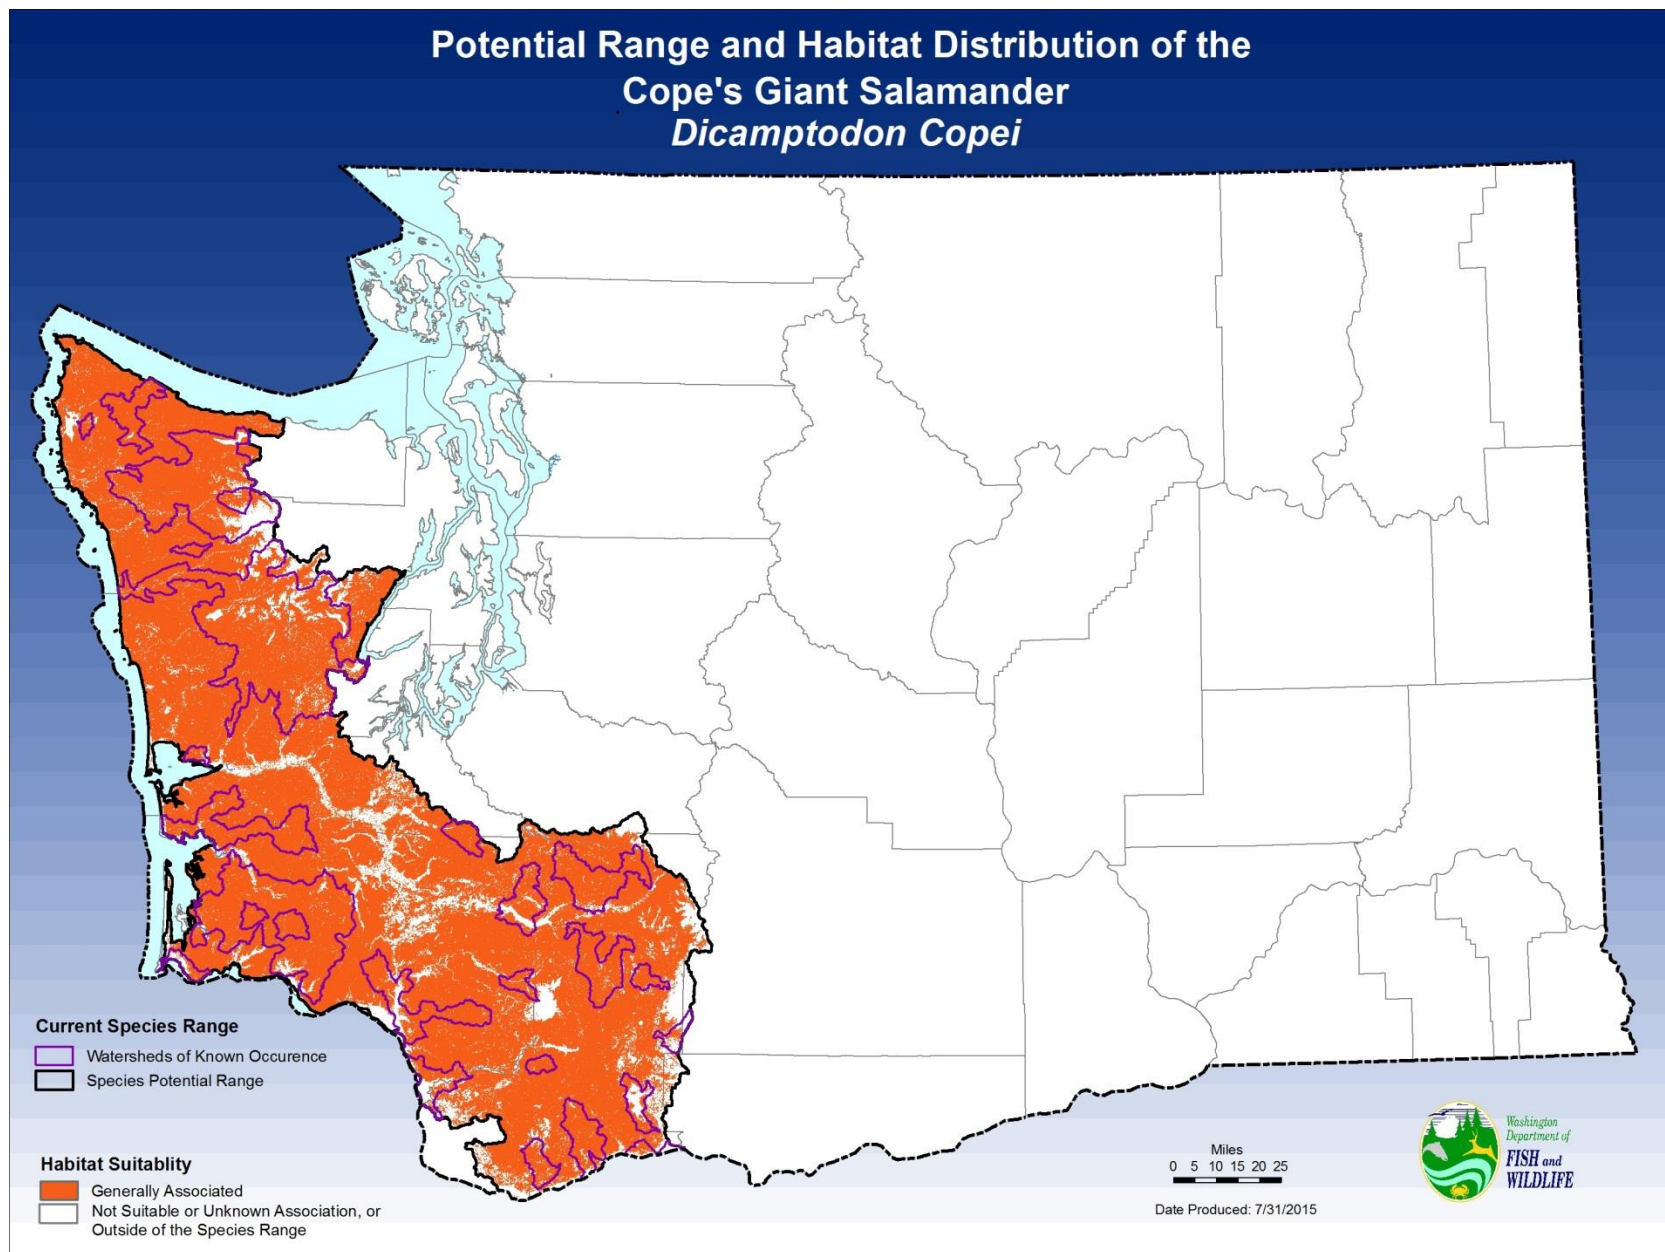 Potential Range and Habitat Distribution of the
Cope's Giant Salamander
Dicamptodon Copei
Current Species Range
Watersheds of Known Occurence
Species Potential Range
Habitat Suitablity
Generally Associated
Not Suitable or Unknown Association, or
Outside of the Species Range
Miles
0 5 10 15 20 25
Date Produced: 7/31/2015
Washington
Department of
FISH and
WILDLIFE